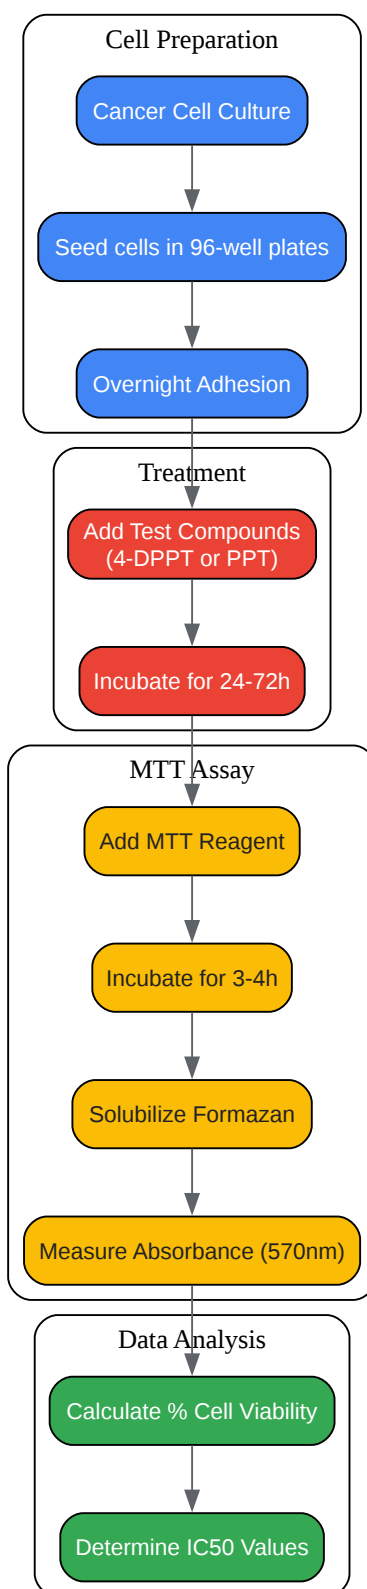 Cell Preparation
Cancer Cell Culture
Seed cells in 96-well plates
Overnight Adhesion
Treatment
Add Test Compounds
(4-DPPT or PPT)
Incubate for 24-72h
MTT Assay
Add MTT Reagent
Incubate for 3-4h
Solubilize Formazan
Measure Absorbance (570nm)
Data Analysis
Calculate % Cell Viability
Determine IC50 Values